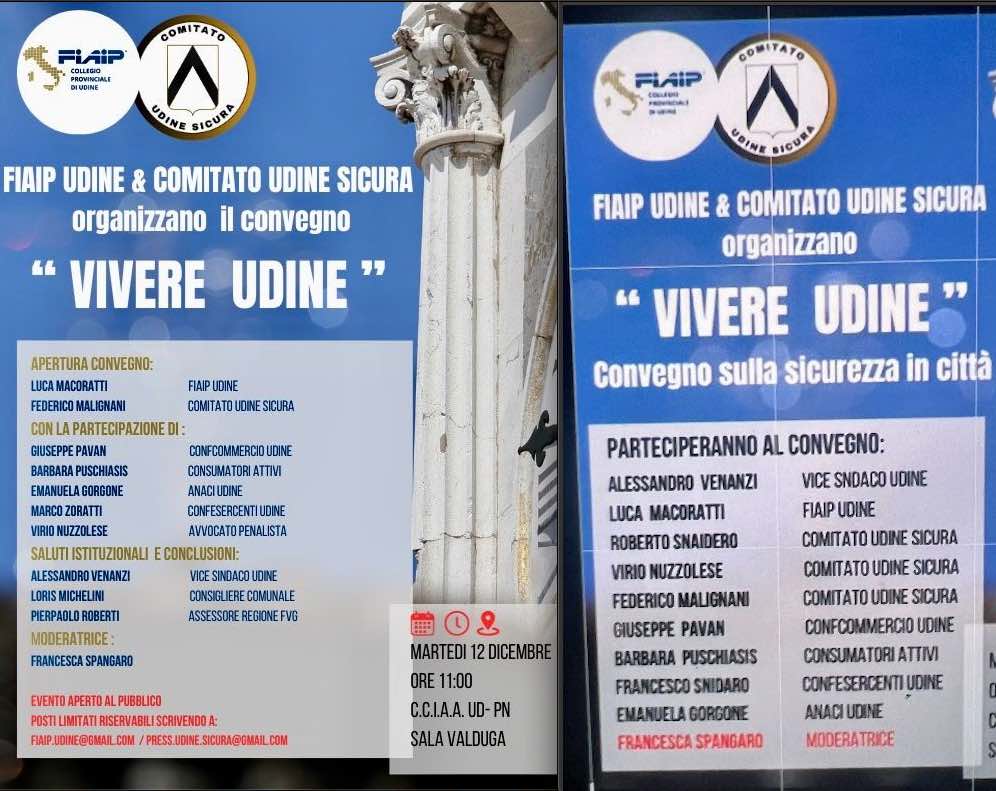 FIAIP
COLLEGIO
PROVINCIALE
DI UDINE
COMITATO
UDINE SICURA
FIAIP UDINE & COMITATO UDINE SICURA
organizzano il convegno
“ VIVERE UDINE ”
APERTURA CONVEGNO:
LUCA MACORATTI FIAIP UDINE
FEDERICO MALIGNANI COMITATO UDINE SICURA
CON LA PARTECIPAZIONE DI :
GIUSEPPE PAVAN CONFCOMMERCIO UDINE
BARBARA PUSCHIASIS CONSUMATORI ATTIVI
EMANUELA GORGONE ANACI UDINE
MARCO ZORATTI CONFESERCENTI UDINE
VIRIO NUZZOLESE AVVOCATO PENALISTA
SALUTI ISTITUZIONALI E CONCLUSIONI:
ALESSANDRO VENANZI VICE SINDACO UDINE
LORIS MICHELINI CONSIGLIERE COMUNALE
PIERPAOLO ROBERTI ASSESSORE REGIONE FVG
MODERATRICE :
FRANCESCA SPANGARO
EVENTO APERTO AL PUBBLICO
POSTI LIMITATI RISERVABILI SCRIVENDO A:
FIAIP.UDINE@GMAIL.COM / PRESS.UDINE.SICURA@GMAIL.COM
MARTEDI 12 DICEMBRE
ORE 11:00
C.C.I.A.A. UD- PN
SALA VALDUGA
FIAIP
COLLEGIO
PROVINCIALE
DI UDINE
COMITATO
UDINE SICURA
FIAIP UDINE & COMITATO UDINE SICURA
organizzano
“ VIVERE UDINE ”
Convegno sulla sicurezza in città
PARTECIPERANNO AL CONVEGNO:
ALESSANDRO VENANZI VICE SNDACO UDINE
LUCA MACORATTI FIAIP UDINE
ROBERTO SNAIDERO COMITATO UDINE SICURA
VIRIO NUZZOLESE COMITATO UDINE SICURA
FEDERICO MALIGNANI COMITATO UDINE SICURA
GIUSEPPE PAVAN CONFCOMMERCIO UDINE
BARBARA PUSCHIASIS CONSUMATORI ATTIVI
FRANCESCO SNIDARO CONFESERCENTI UDINE
EMANUELA GORGONE ANACI UDINE
FRANCESCA SPANGARO MODERATRICE